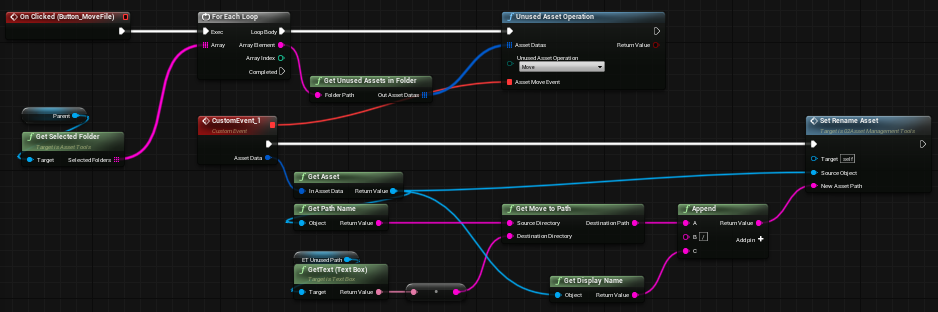 On Clicked (Button_MoveFile)
For Each Loop
Exec
Loop Body
Array
Array Element
Array Index
Completed
Unused Asset Operation
Asset Datas
Return Value
Unused Asset Operation
Move
Asset Move Event
Get Unused Assets in Folder
Folder Path
Out Asset Datas
Parent
Get Selected Folder
Target is Asset Tools
Target
Selected Folders
CustomEvent_1
Custom Event
Asset Data
Set Rename Asset
Target
self
Source Object
New Asset Path
Get Asset
In Asset Data
Return Value
Get Path Name
Object
Return Value
Get Move to Path
Source Directory
Destination Path
Destination Directory
Append
A
Return Value
B
/
Add pin
C
ET Unused Path
GetText (Text Box)
Target is Text Box
Target
Return Value
Get Display Name
Object
Return Value